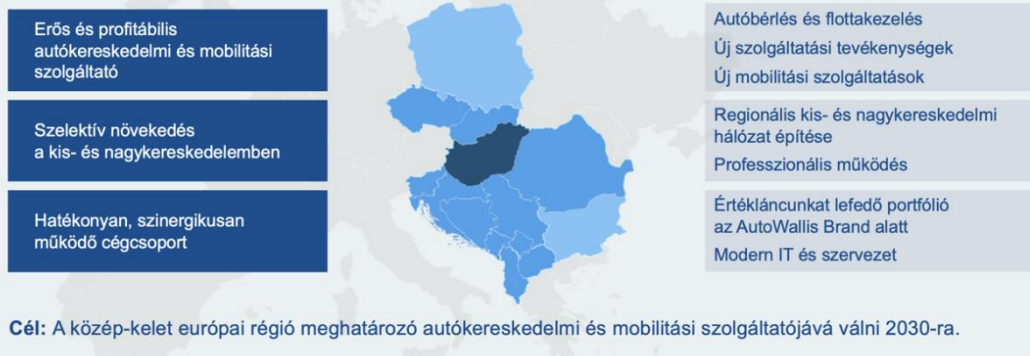 Erős és profitábilis
autókereskedelmi és mobilitási
szolgáltató
Szelektív növekedés
a kis- és nagykereskedelemben
Hatékonyan, szinergikusan
működő cégcsoport
Autóbérlés és flottakezelés
Új szolgáltatási tevékenységek
Új mobilitási szolgáltatások
Regionális kis- és nagykereskedelmi
hálózat építése
Professzionális működés
Értékláncunkat lefedő portfólió
az AutoWallis Brand alatt
Modern IT és szervezet
Cél: A közép-kelet európai régió meghatározó autókereskedelmi és mobilitási szolgáltatójává válni 2030-ra.